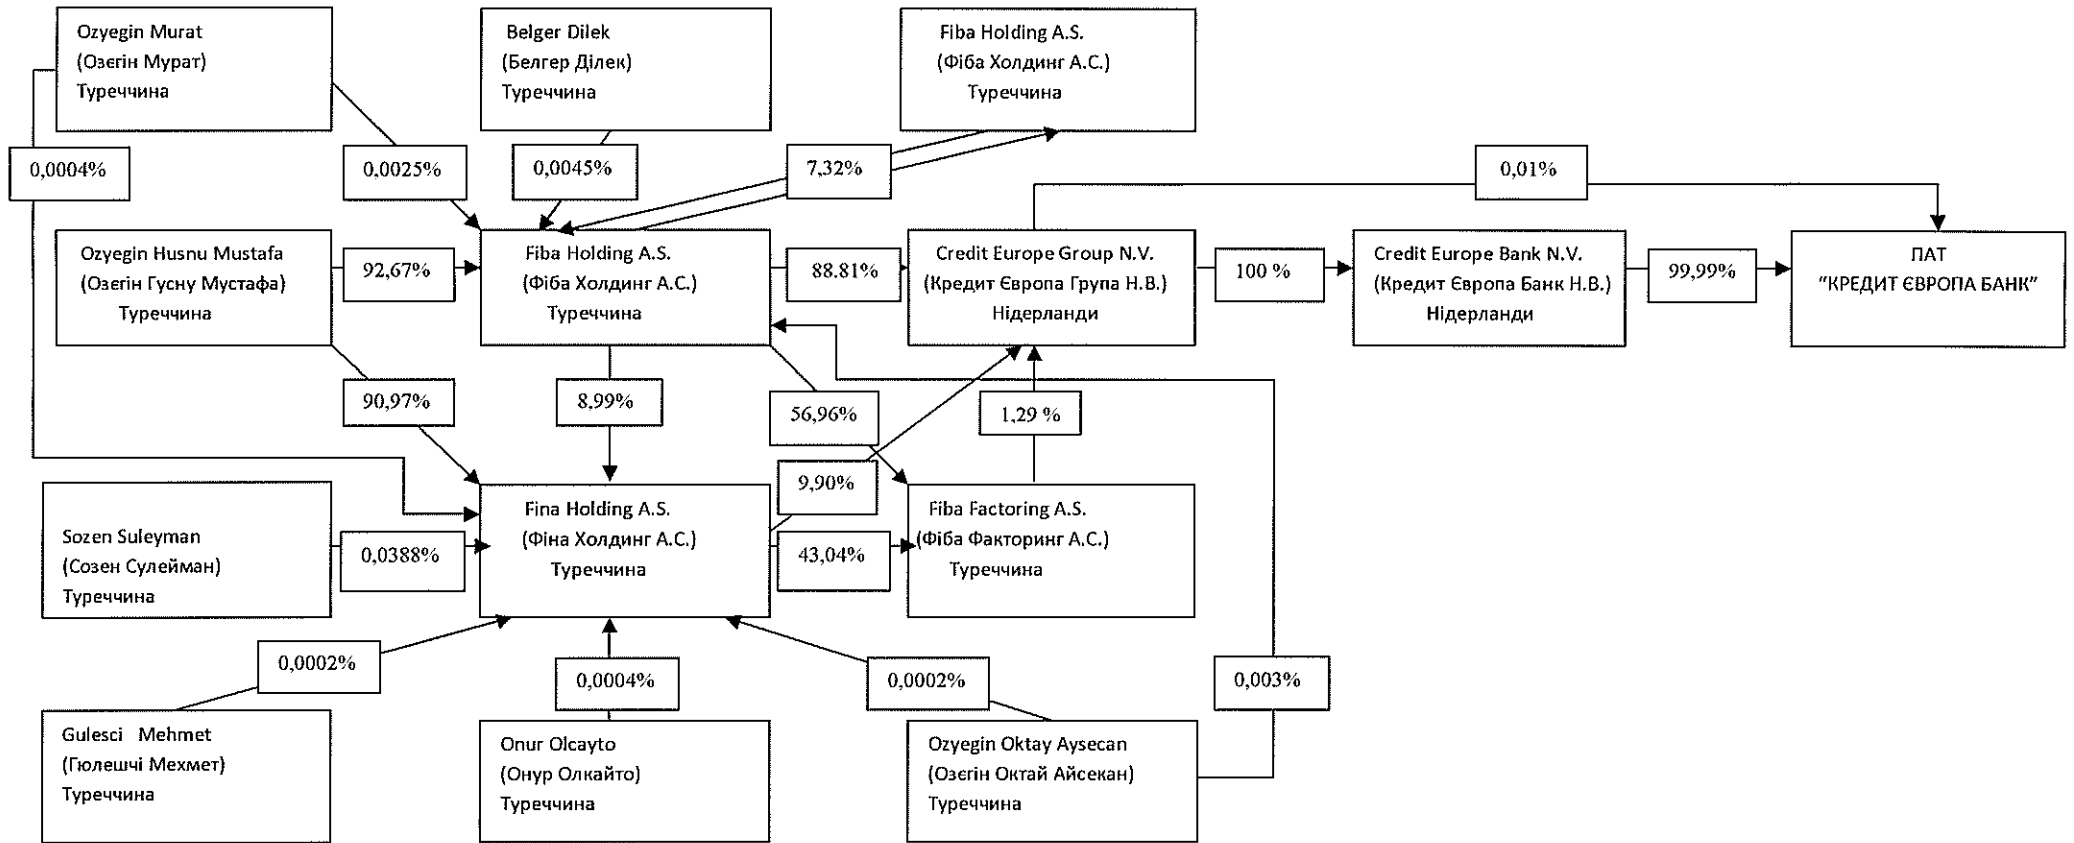 Ozyegin Murat
(Озєгін Мурат)
Туреччина
Belger Dilek
(Белгер Ділек)
Туреччина
Fiba Holding A.S.
(Фіба Холдинг А.С.)
Туреччина
0,0004%
0,0025%
0,0045%
7,32%
0,01%
Ozyegin Husnu Mustafa
(Озєгін Гусну Мустафа)
Туреччина
92,67%
Fiba Holding A.S.
(Фіба Холдинг А.С.)
Туреччина
88.81%
Credit Europe Group N.V.
(Кредит Європа Група Н.В.)
Нідерланди
100 %
Credit Europe Bank N.V.
(Кредит Європа Банк Н.В.)
Нідерланди
99,99%
ПАТ
“КРЕДИТ ЄВРОПА БАНК”
90,97%
8,99%
56,96%
1,29 %
9,90%
Sozen Suleyman
(Созен Сулейман)
Туреччина
0,0388%
Fina Holding A.S.
(Фіна Холдинг А.С.)
Туреччина
43,04%
Fiba Factoring A.S.
(Фіба Факторинг А.С.)
Туреччина
0,0002%
0,0004%
0,0002%
0,003%
Gulesci Mehmet
(Гюлешчі Мехмет)
Туреччина
Onur Olcayto
(Онур Олкайто)
Туреччина
Ozyegin Oktay Aysecan
(Озєгін Октай Айсекан)
Туреччина